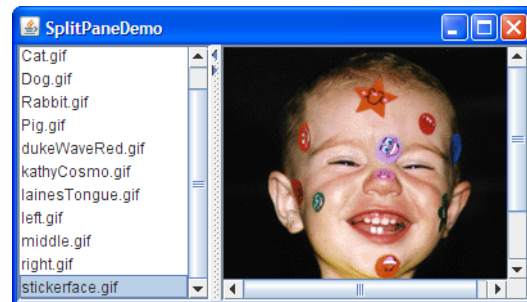 SplitPaneDemo
Cat.gif
Dog.gif
Rabbit.gif
Pig.gif
dukeWaveRed.gif
kathyCosmo.gif
lainesTongue.gif
left.gif
middle.gif
right.gif
stickerface.gif